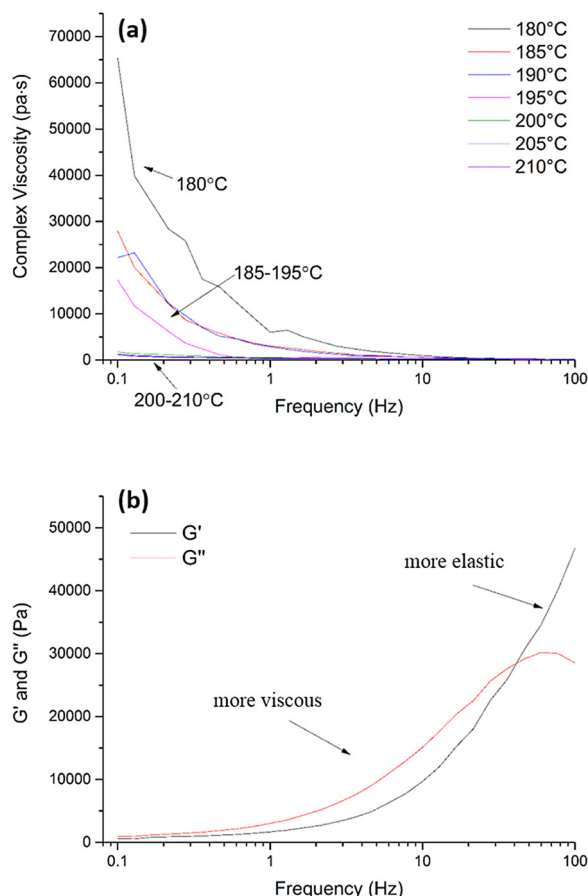 (a)
180°C
185°C
190°C
195°C
200°C
205°C
210°C
Complex Viscosity (pa·s)
70000
60000
50000
40000
30000
20000
10000
0
180°C
185-195°C
200-210°C
0.1
1
10
100
Frequency (Hz)
(b)
G'
G"
more elastic
more viscous
G' and G" (Pa)
50000
40000
30000
20000
10000
0
0.1
1
10
100
Frequency (Hz)